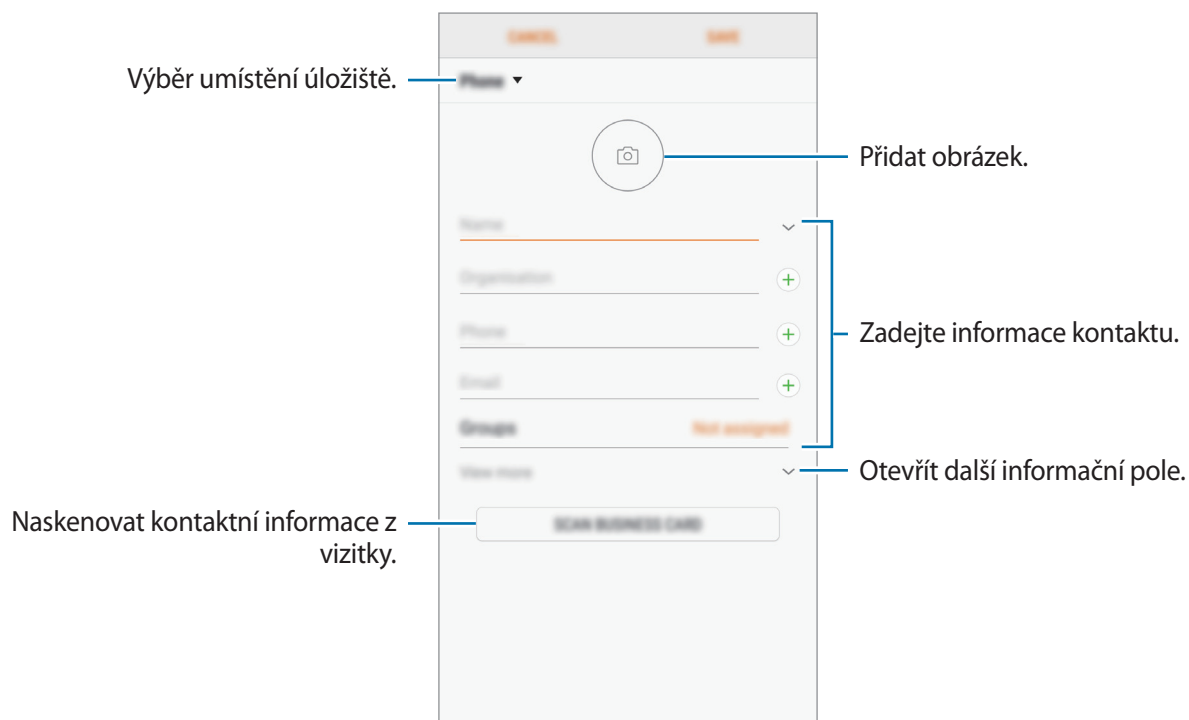 CANCEL SAVE
Výběr umístění úložiště.
Phone
Přidat obrázek.
Name
Organisation
Phone
Zadejte informace kontaktu.
Email
Groups Not assigned
View more
Otevřít další informační pole.
Naskenovat kontaktní informace z
vizitky.
SCAN BUSINESS CARD